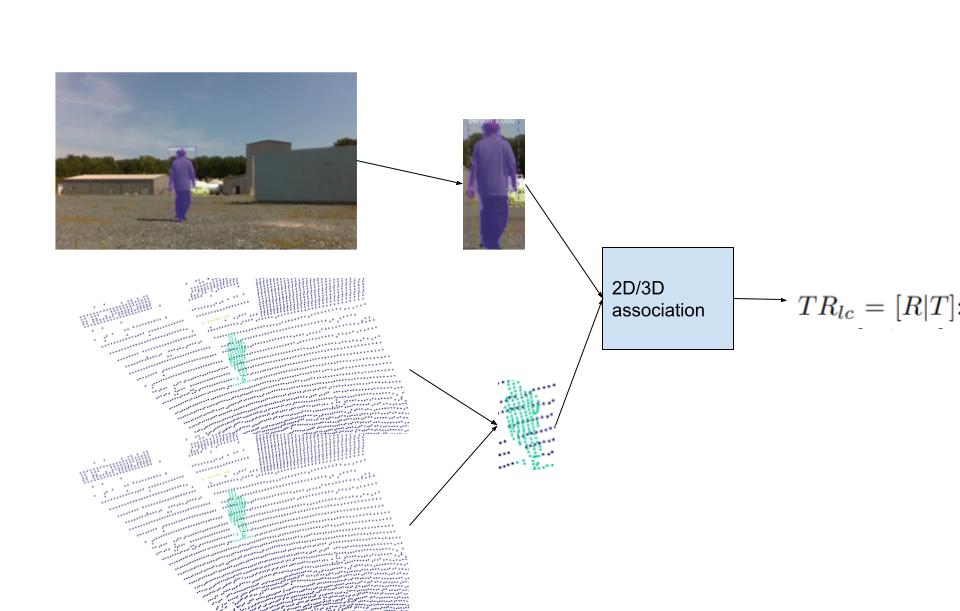 2D/3D
association
TR_{lc} = [R|T]